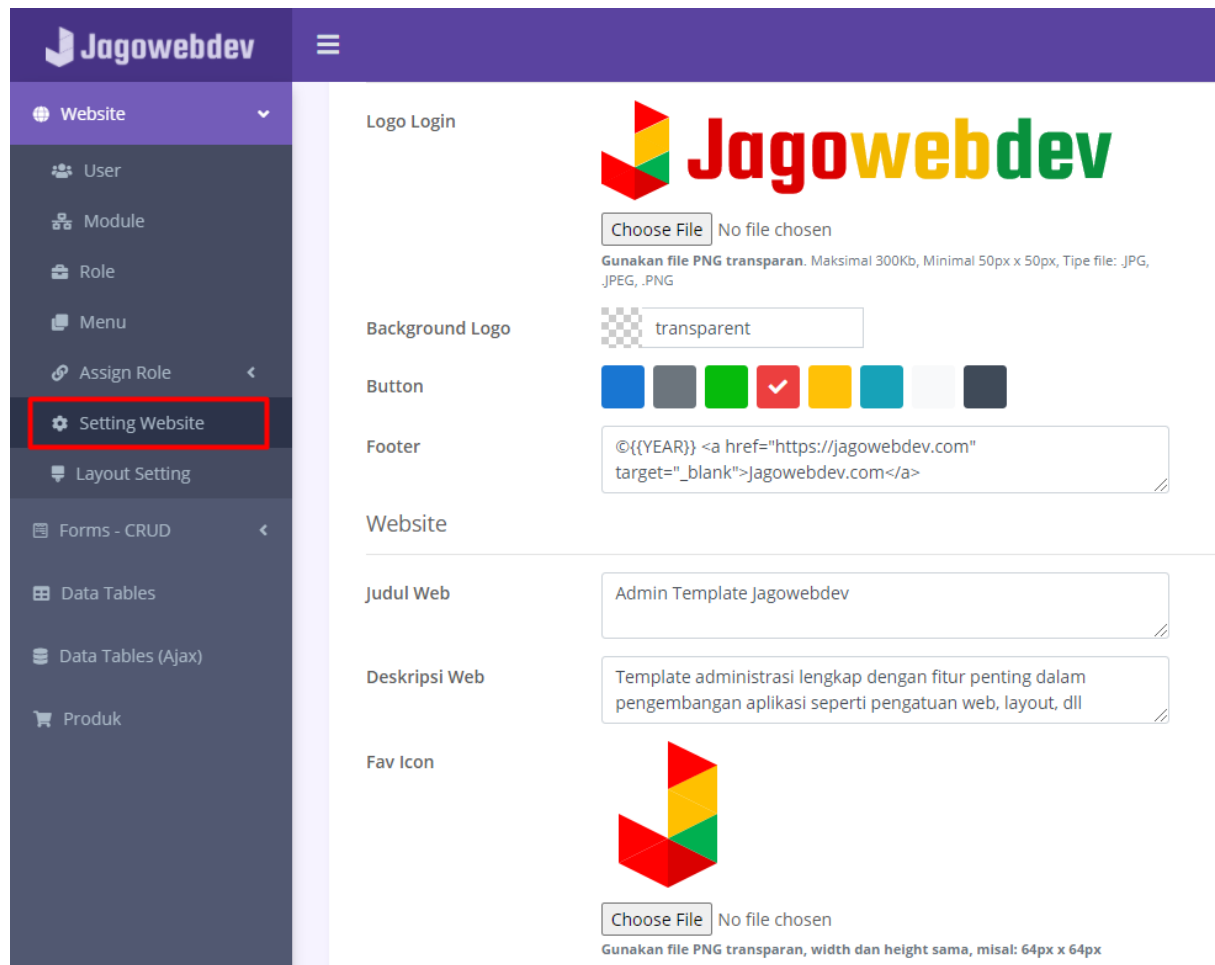 Jagowebdev
Website
User
Module
Role
Menu
Assign Role
Setting Website
Layout Setting
Forms - CRUD
Data Tables
Data Tables (Ajax)
Produk
Logo Login
Jagowebdev
Choose File No file chosen
Gunakan file PNG transparan. Maksimal 300Kb, Minimal 50px x 50px, Tipe file: .JPG,
.JPEG, .PNG
Background Logo
transparent
Button
Footer
©{{YEAR}} <a href="https://jagowebdev.com"
target="_blank">Jagowebdev.com</a>
Website
Judul Web
Admin Template Jagowebdev
Deskripsi Web
Template administrasi lengkap dengan fitur penting dalam
pengembangan aplikasi seperti pengatuan web, layout, dll
Fav Icon
Choose File No file chosen
Gunakan file PNG transparan, width dan height sama, misal: 64px x 64px